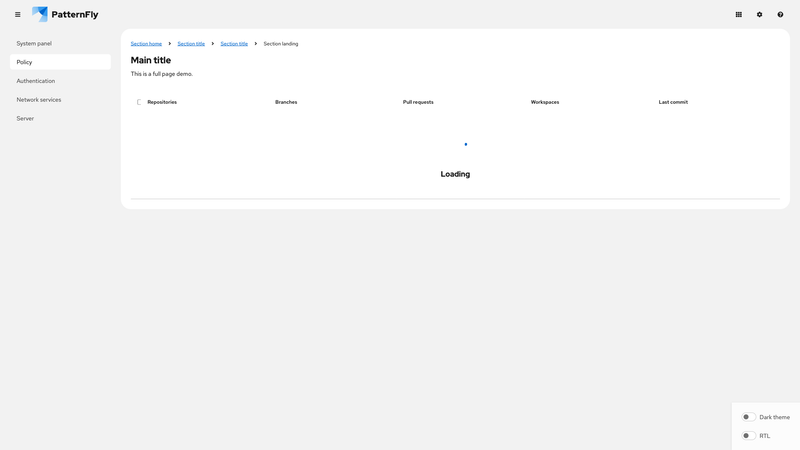 PatternFly
System panel
Policy
Authentication
Network services
Server
Section home Section title Section title Section landing
Main title
This is a full page demo.
Repositories Branches Pull requests Workspaces Last commit
Loading
Dark theme
RTL